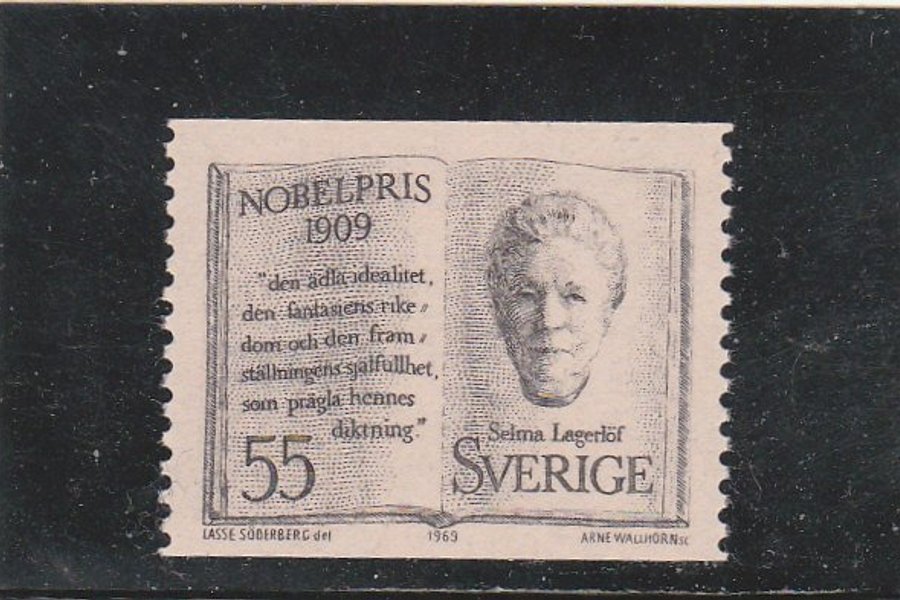 NOBELPRIS
1909
"den ädla idealitet,
den fantasiens rike〃
dom och den fram〃
ställningens själfullhet,
som prägla hennes
diktning."
55
Selma Lagerlöf
SVERIGE
LASSE SÖDERBERG del
1969
ARNE WALLHORN sc